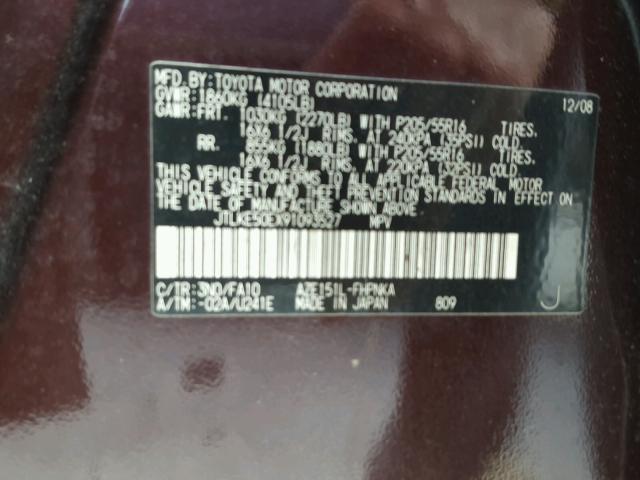 MFD.BY:TOYOTA MOTOR CORPORATION 12/08
GVWR: 1860KG (4105LB)
GAWR:FRT. 1030KG (2270LB) WITH P205/55R16 TIRES.
16X6 1/2J RIMS. AT 240KPA (35PSI) COLD.
RR. 855KG (1880LB) WITH P205/55R16 TIRES.
16X6 1/2J RIMS. AT 220KPA COLD.
THIS VEHICLE CONFORMS TO ALL APPLICABLE FEDERAL MOTOR
VEHICLE SAFETY AND THEFT PREVENTION STANDARDS IN EFFECT ON
THE DATE OF MANUFACTURE SHOWN ABOVE.
JTLKE50EX91093527 MPV
C/TR:3N0/FA10 AZE151L-FHPNKA
A/TM:-02A/U241E MADE IN JAPAN 809 J